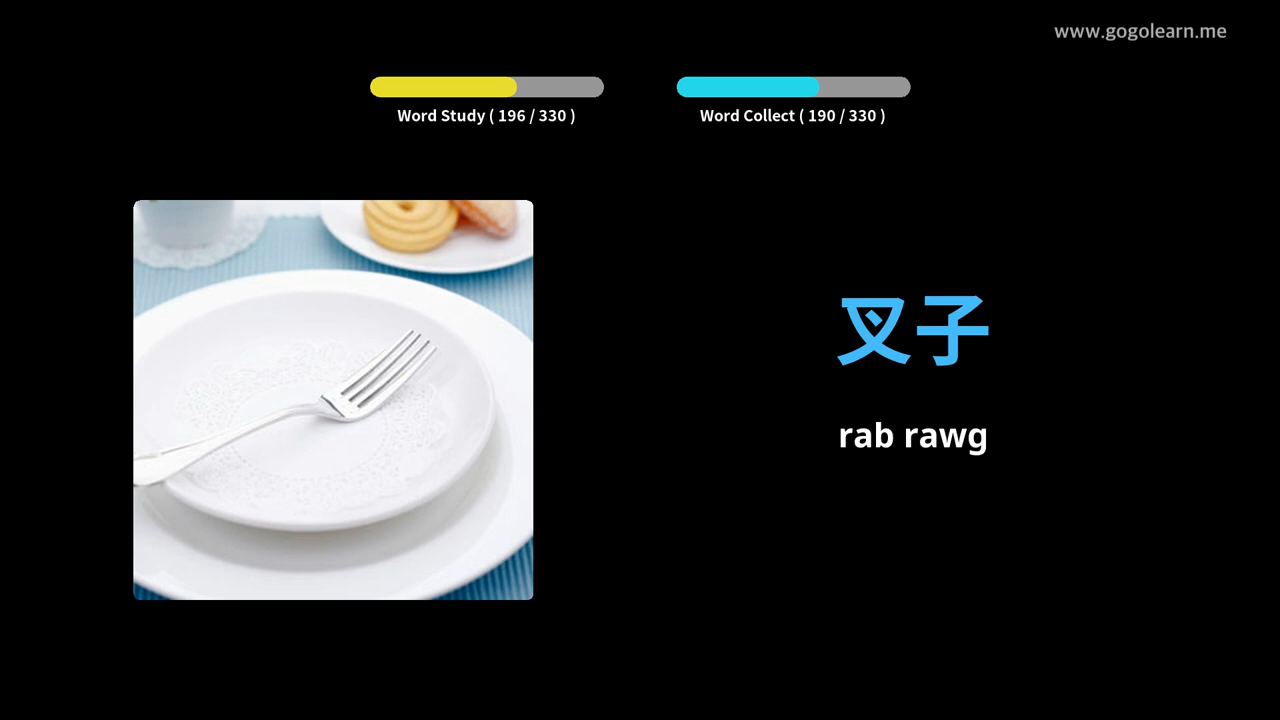 www.gogolearn.me
Word Study ( 196 / 330 )
Word Collect ( 190 / 330 )
叉子
rab rawg